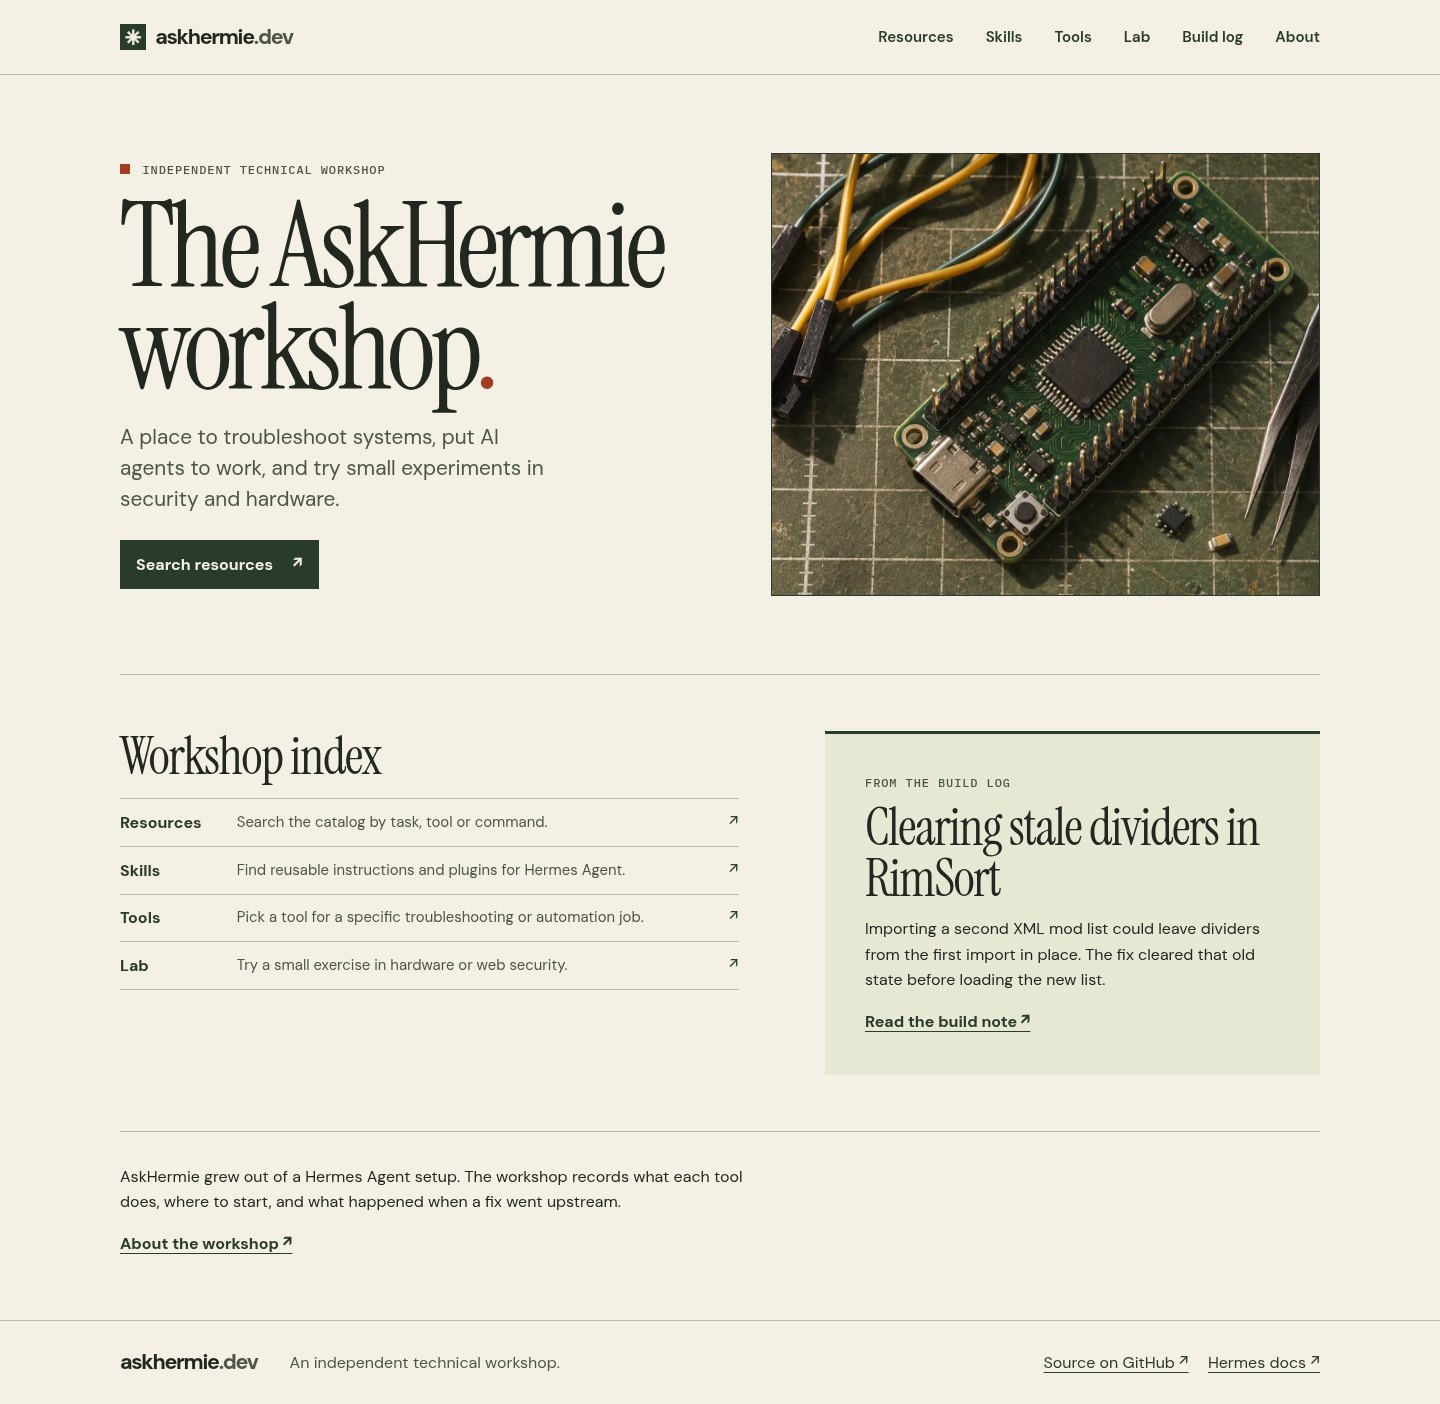 askhermie.dev
Resources Skills Tools Lab Build log About
INDEPENDENT TECHNICAL WORKSHOP
The AskHermie
workshop.
A place to troubleshoot systems, put AI
agents to work, and try small experiments in
security and hardware.
Search resources ↗
Workshop index
Resources Search the catalog by task, tool or command. ↗
Skills Find reusable instructions and plugins for Hermes Agent. ↗
Tools Pick a tool for a specific troubleshooting or automation job. ↗
Lab Try a small exercise in hardware or web security. ↗
FROM THE BUILD LOG
Clearing stale dividers in
RimSort
Importing a second XML mod list could leave dividers
from the first import in place. The fix cleared that old
state before loading the new list.
Read the build note ↗
AskHermie grew out of a Hermes Agent setup. The workshop records what each tool
does, where to start, and what happened when a fix went upstream.
About the workshop ↗
askhermie.dev An independent technical workshop. Source on GitHub ↗ Hermes docs ↗